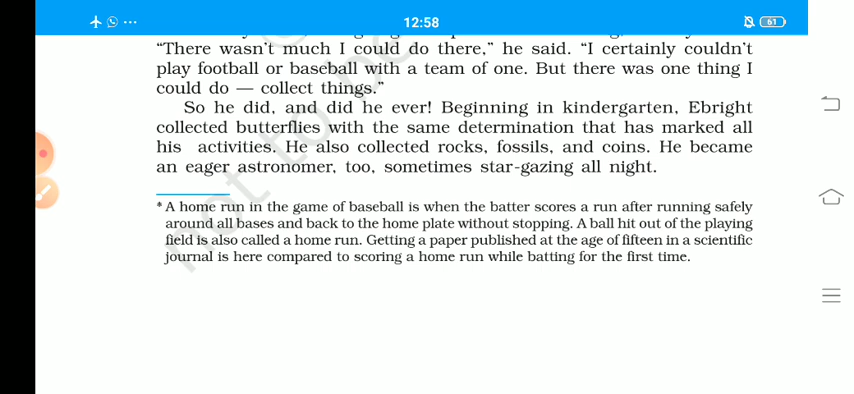 12:58
61
“There wasn't much I could do there,” he said. “I certainly couldn't
play football or baseball with a team of one. But there was one thing I
could do — collect things.”
So he did, and did he ever! Beginning in kindergarten, Ebright
collected butterflies with the same determination that has marked all
his activities. He also collected rocks, fossils, and coins. He became
an eager astronomer, too, sometimes star-gazing all night.
* A home run in the game of baseball is when the batter scores a run after running safely
around all bases and back to the home plate without stopping. A ball hit out of the playing
field is also called a home run. Getting a paper published at the age of fifteen in a scientific
journal is here compared to scoring a home run while batting for the first time.
not to be